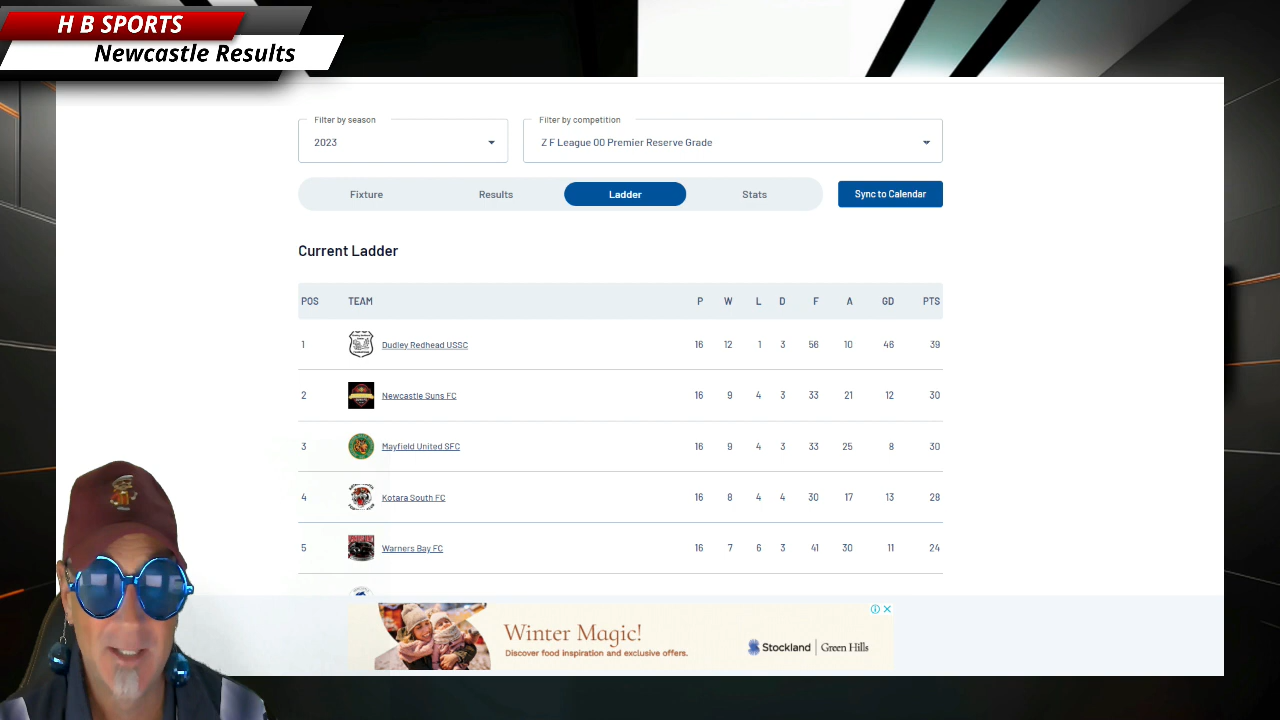 H B SPORTS
Newcastle Results
Filter by season
2023
Filter by competition
Z F League 00 Premier Reserve Grade
Fixture Results Ladder Stats Sync to Calendar
Current Ladder
POS TEAM P W L D F A GD PTS
1 Dudley Redhead USSC 16 12 1 3 56 10 46 39
2 Newcastle Suns FC 16 9 4 3 33 21 12 30
3 Mayfield United SFC 16 9 4 3 33 25 8 30
4 Kotara South FC 16 8 4 4 30 17 13 28
5 Warners Bay FC 16 7 6 3 41 30 11 24
Winter Magic!
Discover food inspiration and exclusive offers.
Stockland | Green Hills